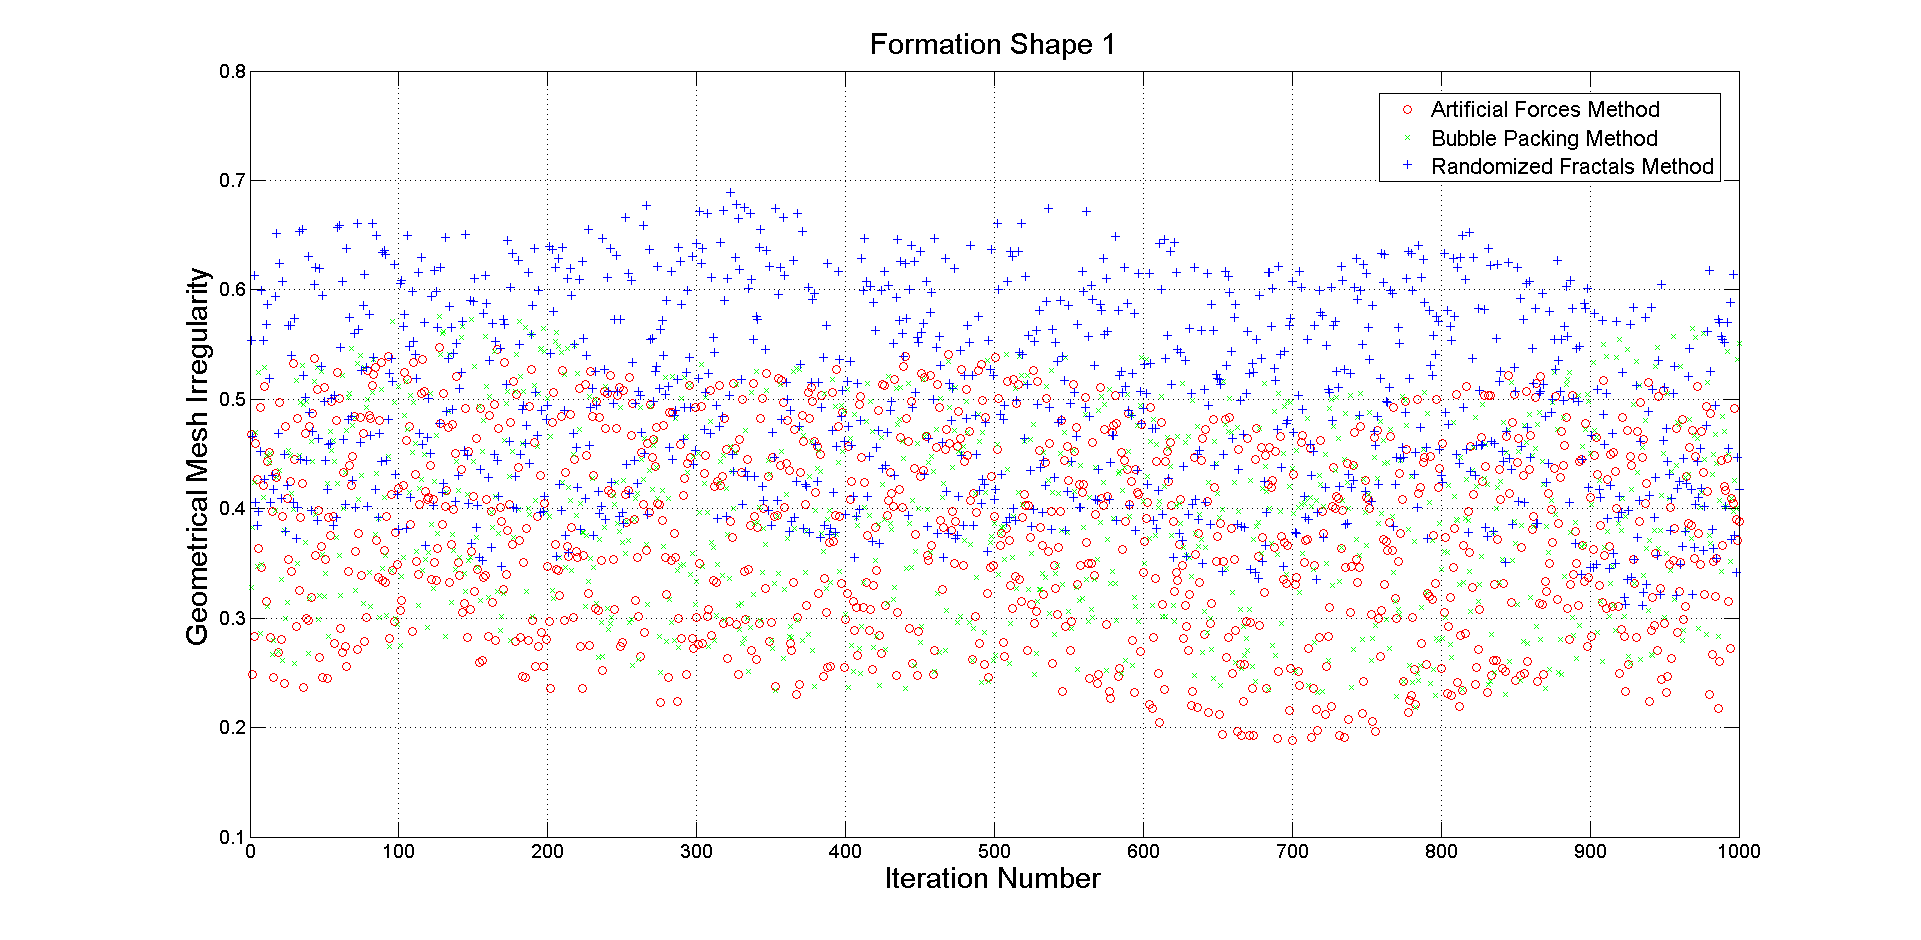 Formation Shape 1
0.8
0.7
0.6
0.5
0.4
0.3
0.2
0.1
Geometrical Mesh Irregularity
Artificial Forces Method
Bubble Packing Method
Randomized Fractals Method
0 100 200 300 400 500 600 700 800 900 1000
Iteration Number